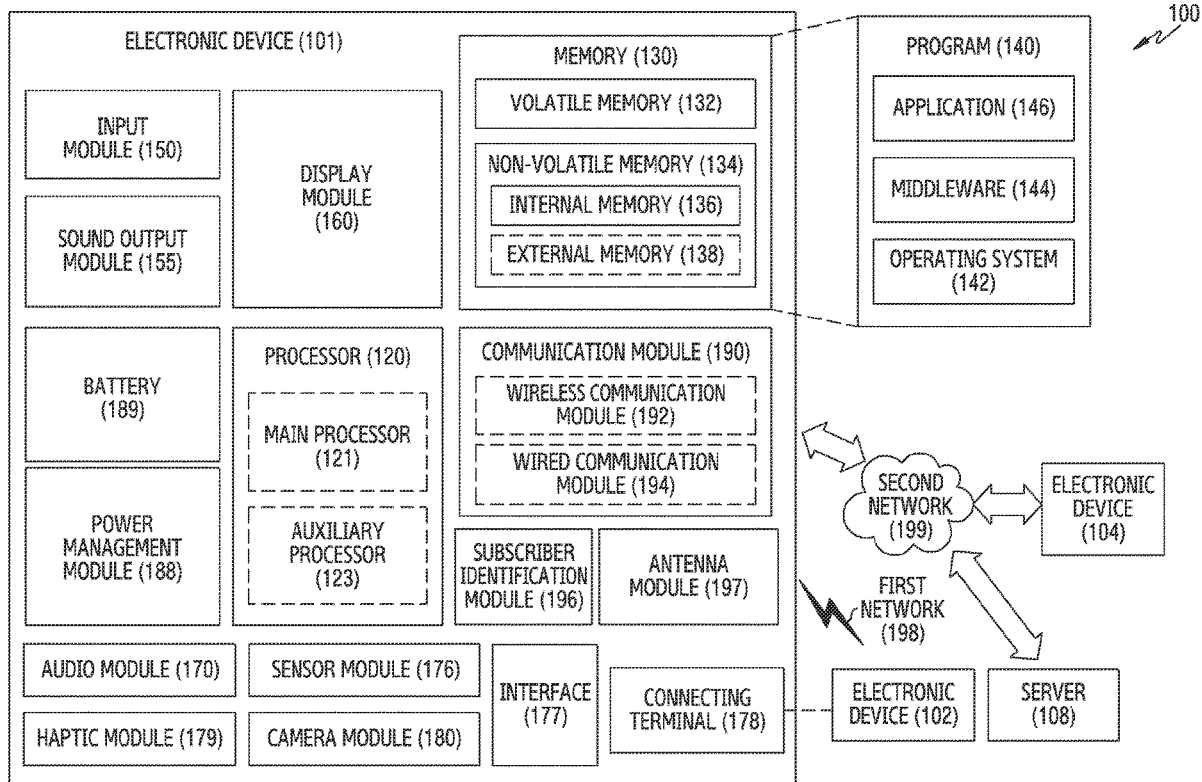 100
ELECTRONIC DEVICE (101)
INPUT
MODULE (150)
SOUND OUTPUT
MODULE (155)
DISPLAY
MODULE
(160)
MEMORY (130)
VOLATILE MEMORY (132)
NON-VOLATILE MEMORY (134)
INTERNAL MEMORY (136)
EXTERNAL MEMORY (138)
PROGRAM (140)
APPLICATION (146)
MIDDLEWARE (144)
OPERATING SYSTEM
(142)
BATTERY
(189)
POWER
MANAGEMENT
MODULE (188)
PROCESSOR (120)
MAIN PROCESSOR
(121)
AUXILIARY
PROCESSOR
(123)
COMMUNICATION MODULE (190)
WIRELESS COMMUNICATION
MODULE (192)
WIRED COMMUNICATION
MODULE (194)
SUBSCRIBER
IDENTIFICATION
MODULE (196)
ANTENNA
MODULE (197)
SECOND
NETWORK
(199)
ELECTRONIC
DEVICE
(104)
FIRST
NETWORK
(198)
AUDIO MODULE (170)
SENSOR MODULE (176)
HAPTIC MODULE (179)
CAMERA MODULE (180)
INTERFACE
(177)
CONNECTING
TERMINAL (178)
ELECTRONIC
DEVICE (102)
SERVER
(108)